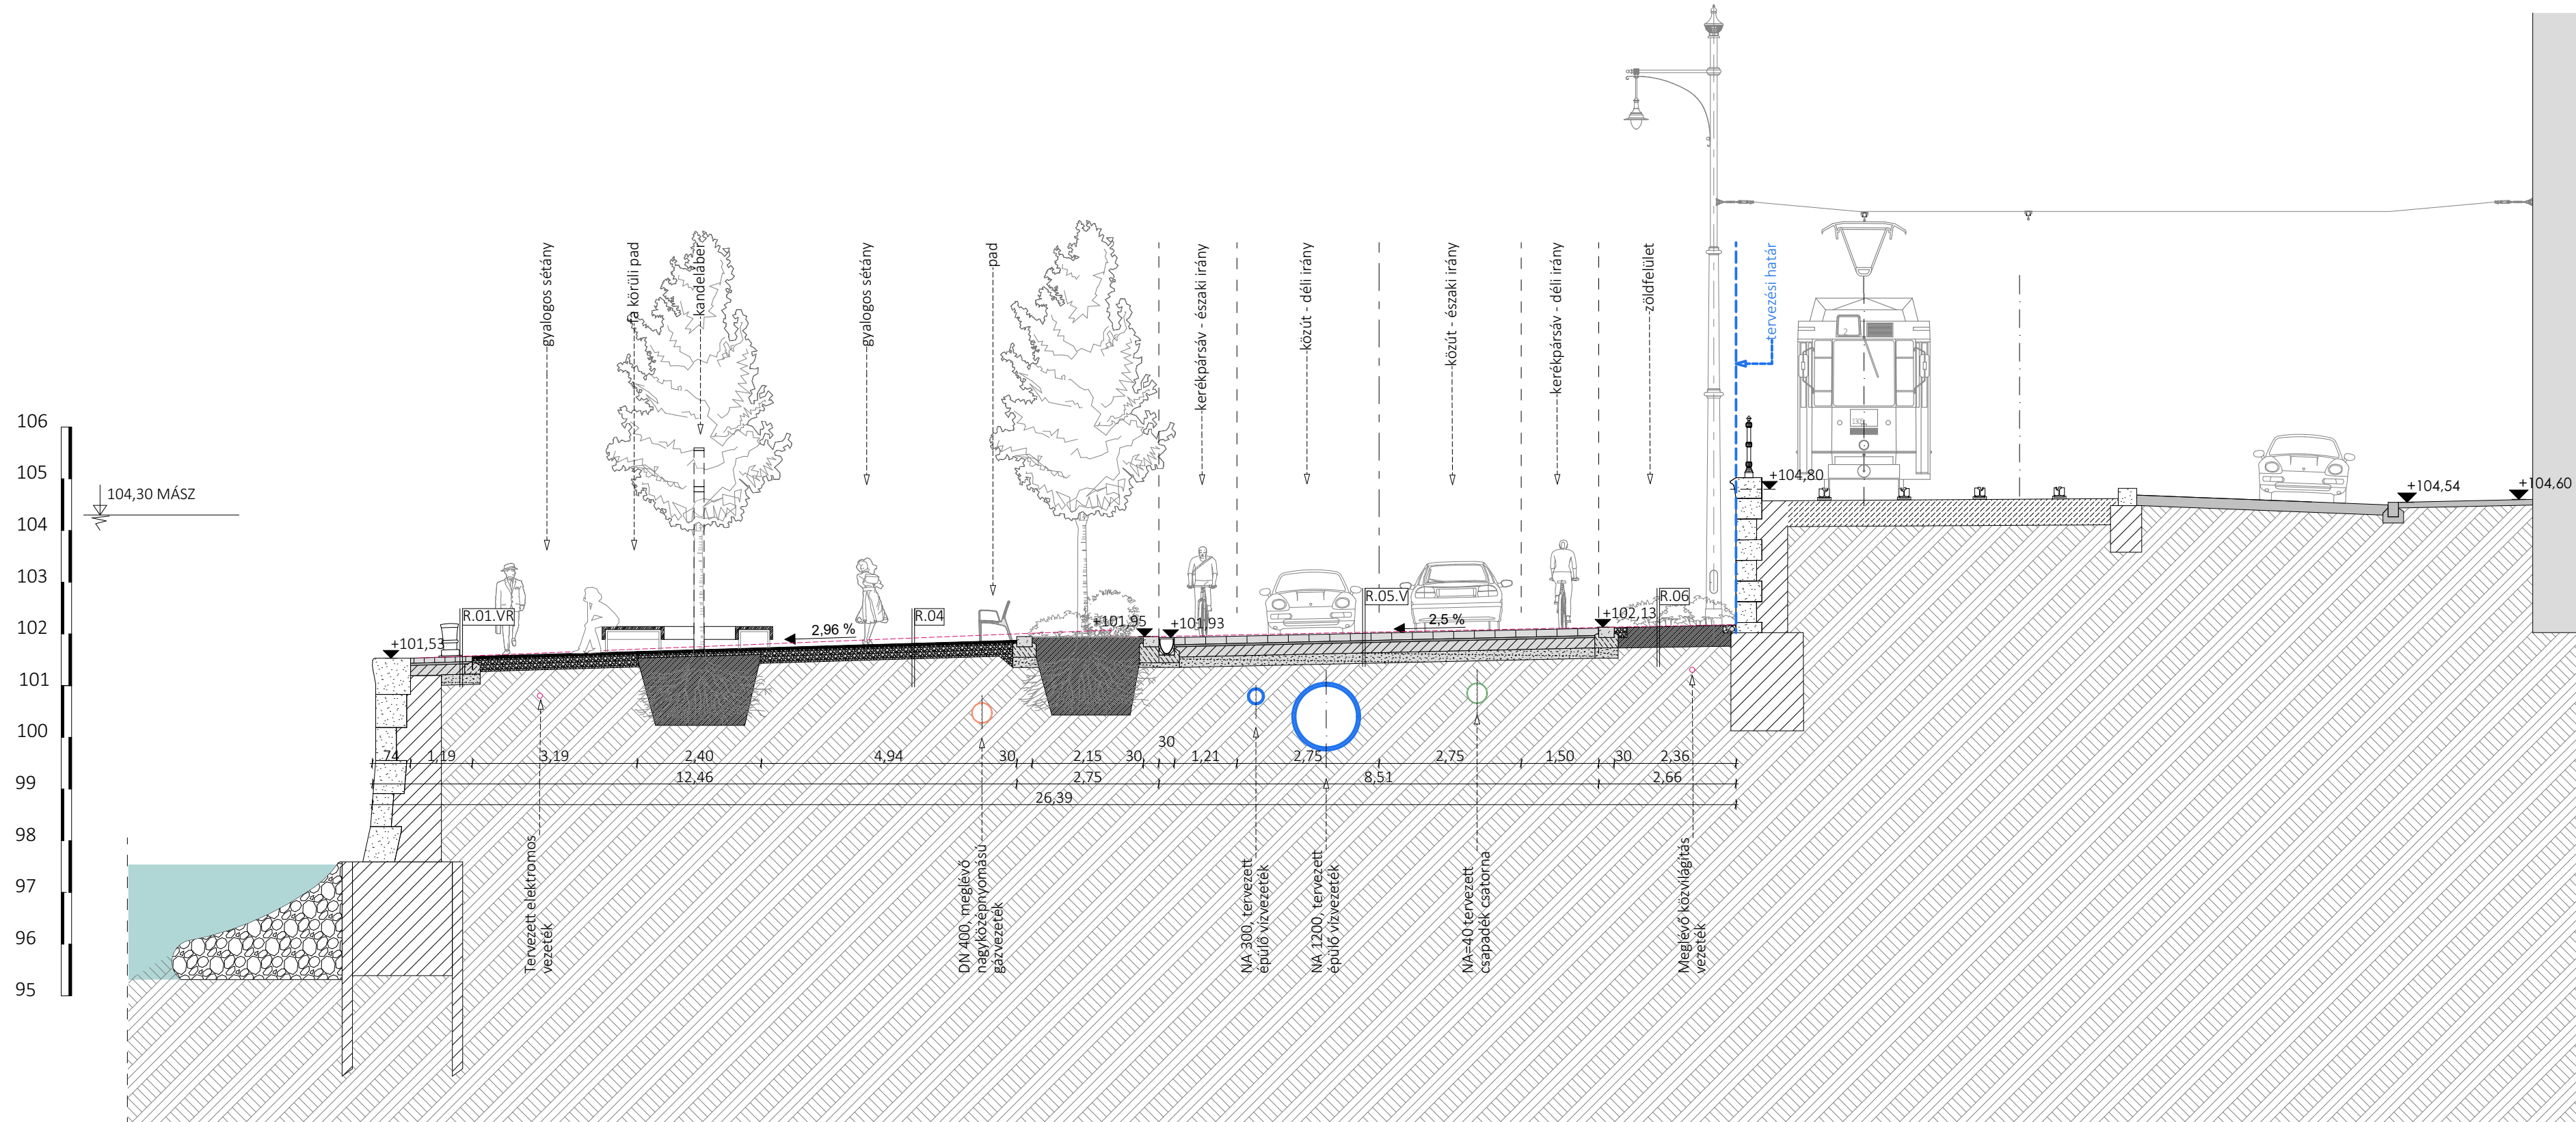 gyalogos sétány
fa körüli pad
kandeláber
gyalogos sétány
pad
kerékpársáv - északi irány
közút - déli irány
közút - északi irány
kerékpársáv - déli irány
zöldfelület
tervezési határ
2
106
105
104
103
102
101
100
99
98
97
96
95
104,30 MÁSZ
+104,80
+104,54
+104,60
R.01.VR
R.04
R.05.V
R.06
+101,53
2,96 %
+101,95
+101,93
2,5 %
+102,13
74
1,19
3,19
2,40
4,94
30
2,15
30
30
1,21
2,75
2,75
1,50
30
2,36
12,46
2,75
8,51
2,66
26,39
Tervezett elektromos
vezeték
DN 400, meglévő
nagyközépnyomású
gázvezeték
NA 300, tervezett
épülő vízvezeték
NA 1200, tervezett
épülő vízvezeték
NA=40 tervezett
csapadék csatorna
Meglévő közvilágítás
vezeték